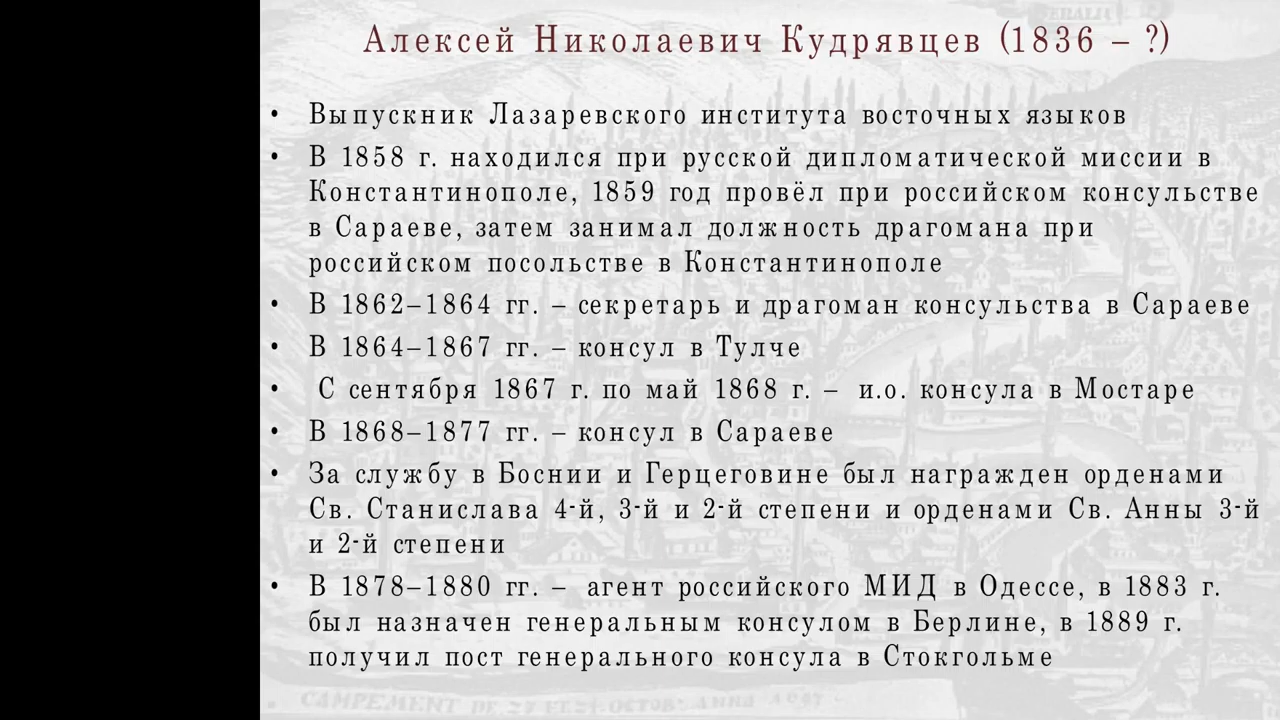 Алексей Николаевич Кудрявцев (1836 – ?)
• Выпускник Лазаревского института восточных языков
• В 1858 г. находился при русской дипломатической миссии в
Константинополе, 1859 год провёл при российском консульстве
в Сараеве, затем занимал должность драгомана при
российском посольстве в Константинополе
• В 1862–1864 гг. – секретарь и драгоман консульства в Сараеве
• В 1864–1867 гг. – консул в Тулче
• С сентября 1867 г. по май 1868 г. – и.о. консула в Мостаре
• В 1868–1877 гг. – консул в Сараеве
• За службу в Боснии и Герцеговине был награжден орденами
Св. Станислава 4-й, 3-й и 2-й степени и орденами Св. Анны 3-й
и 2-й степени
• В 1878–1880 гг. – агент российского МИД в Одессе, в 1883 г.
был назначен генеральным консулом в Берлине, в 1889 г.
получил пост генерального консула в Стокгольме
CAMPEMENT DE